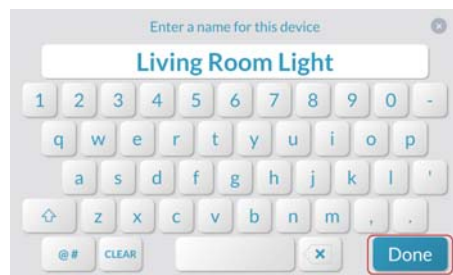 Enter a name for this device
Living Room Light
1 2 3 4 5 6 7 8 9 0 -
q w e r t y u i o p
a s d f g h j k l '
z x c v b n m , .
@ # CLEAR Done